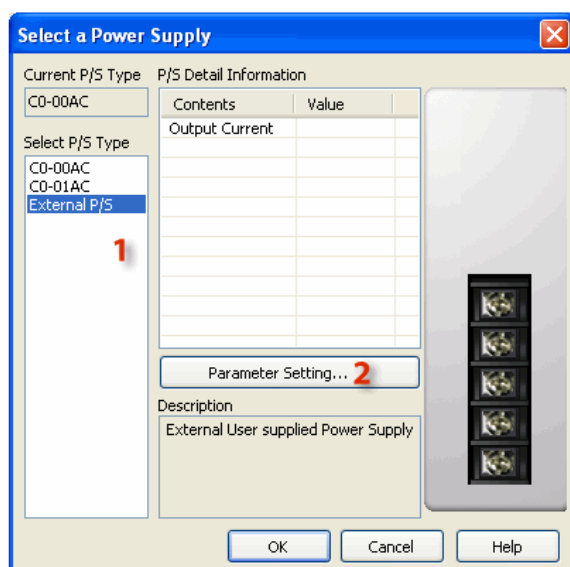 Select a Power Supply
Current P/S Type
C0-00AC
Select P/S Type
C0-00AC
C0-01AC
External P/S
1
P/S Detail Information
Contents Value
Output Current
Parameter Setting... 2
Description
External User supplied Power Supply
OK Cancel Help